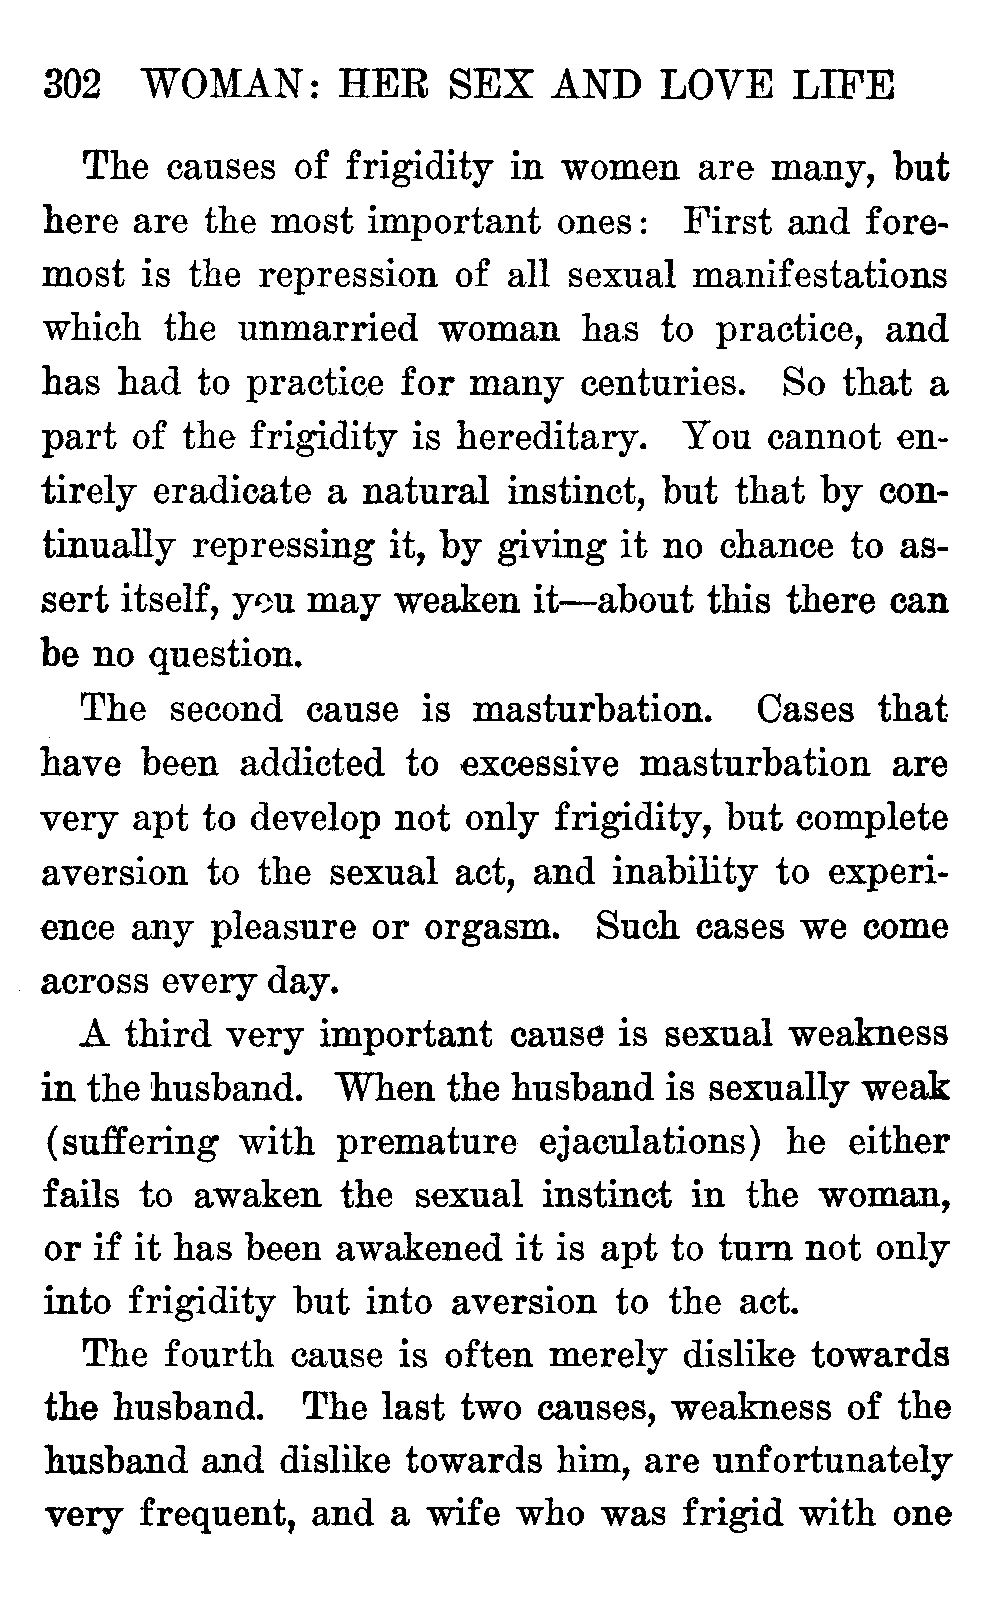 302 WOMAN: HER SEX AND LOVE LIFE
The causes of frigidity in women are many, but
here are the most important ones: First and fore-
most is the repression of all sexual manifestations
which the unmarried woman has to practice, and
has had to practice for many centuries. So that a
part of the frigidity is hereditary. You cannot en-
tirely eradicate a natural instinct, but that by con-
tinually repressing it, by giving it no chance to as-
sert itself, you may weaken it—about this there can
be no question.
The second cause is masturbation. Cases that
have been addicted to excessive masturbation are
very apt to develop not only frigidity, but complete
aversion to the sexual act, and inability to experi-
ence any pleasure or orgasm. Such cases we come
across every day.
A third very important cause is sexual weakness
in the husband. When the husband is sexually weak
(suffering with premature ejaculations) he either
fails to awaken the sexual instinct in the woman,
or if it has been awakened it is apt to turn not only
into frigidity but into aversion to the act.
The fourth cause is often merely dislike towards
the husband. The last two causes, weakness of the
husband and dislike towards him, are unfortunately
very frequent, and a wife who was frigid with one